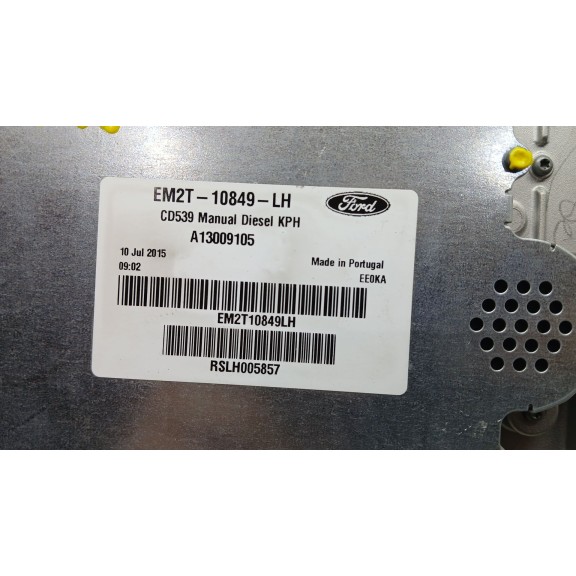 EM2T-10849-LH
Ford
CD539 Manual Diesel KPH
A13009105
10 Jul 2015
09:02
Made in Portugal
EE0KA
EM2T10849LH
RSLH005857